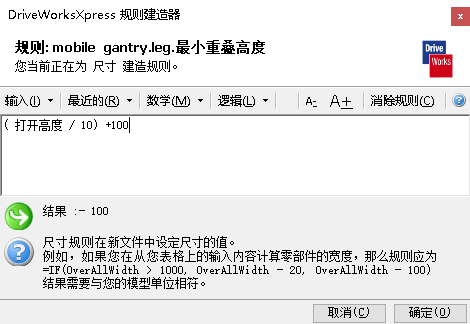 DriveWorksXpress 规则建造器
x
规则: mobile gantry.leg.最小重叠高度
您当前正在为 尺寸 建造规则。
Drive
Works
输入(I) 最近的(R) 数学(M) 逻辑(L) A- A+ 消除规则(C) ?
( 打开高度 / 10) +100
结果 :- 100
尺寸规则在新文件中设定尺寸的值。
例如，如果您在从您表格上的输入内容计算零部件的宽度，那么规则应为
=IF(OverAllWidth > 1000, OverAllWidth - 20, OverAllWidth - 100)
结果需要与您的模型单位相符。
取消(C) 确定(O)